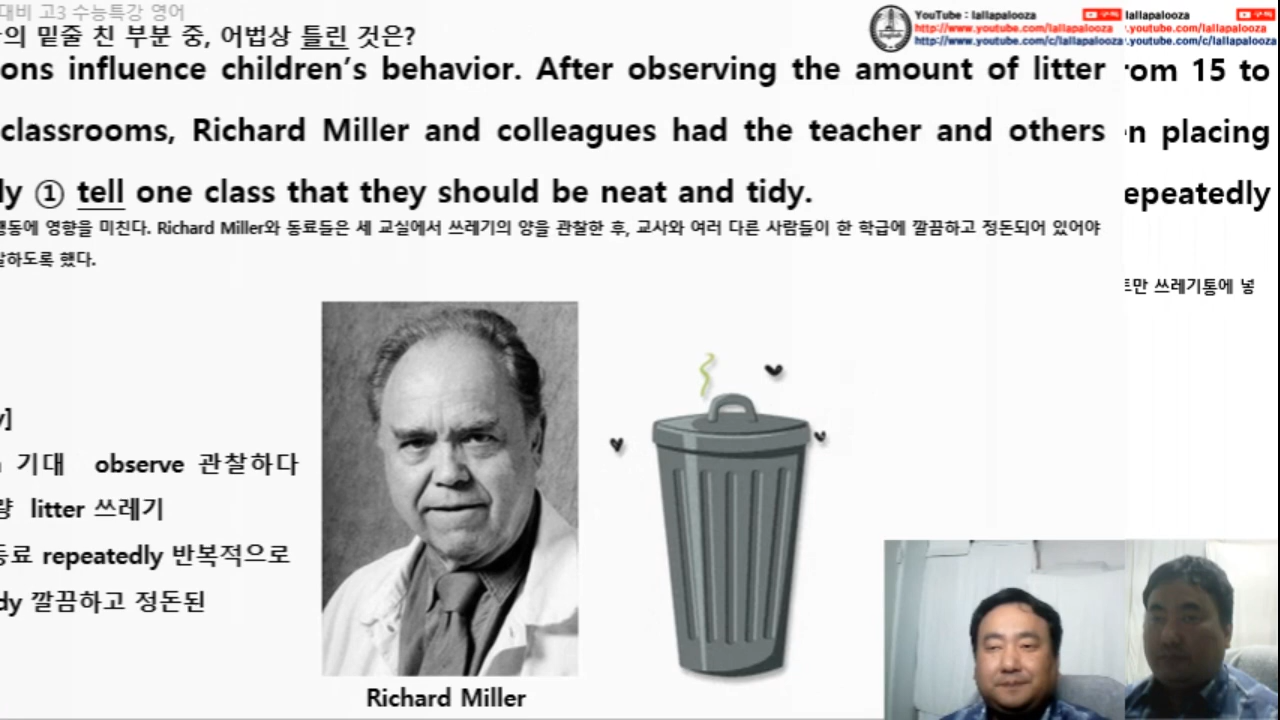 대비 고3 수능특강 영어
의 밑줄 친 부분 중, 어법상 틀린 것은?
YouTube : lallapalooza 구독
http://www.youtube.com/lallapalooza
http://www.youtube.com/c/lallapalooza
lallapalooza 구독
.youtube.com/lallapalooza
.youtube.com/c/lallapalooza
ons influence children's behavior. After observing the amount of litter
classrooms, Richard Miller and colleagues had the teacher and others
ly ① tell one class that they should be neat and tidy.
rom 15 to
n placing
epeatedly
행동에 영향을 미친다. Richard Miller와 동료들은 세 교실에서 쓰레기의 양을 관찰한 후, 교사와 여러 다른 사람들이 한 학급에 깔끔하고 정돈되어 있어야
말하도록 했다.
트만 쓰레기통에 넣
y]
기대 observe 관찰하다
량 litter 쓰레기
동료 repeatedly 반복적으로
dy 깔끔하고 정돈된
Richard Miller